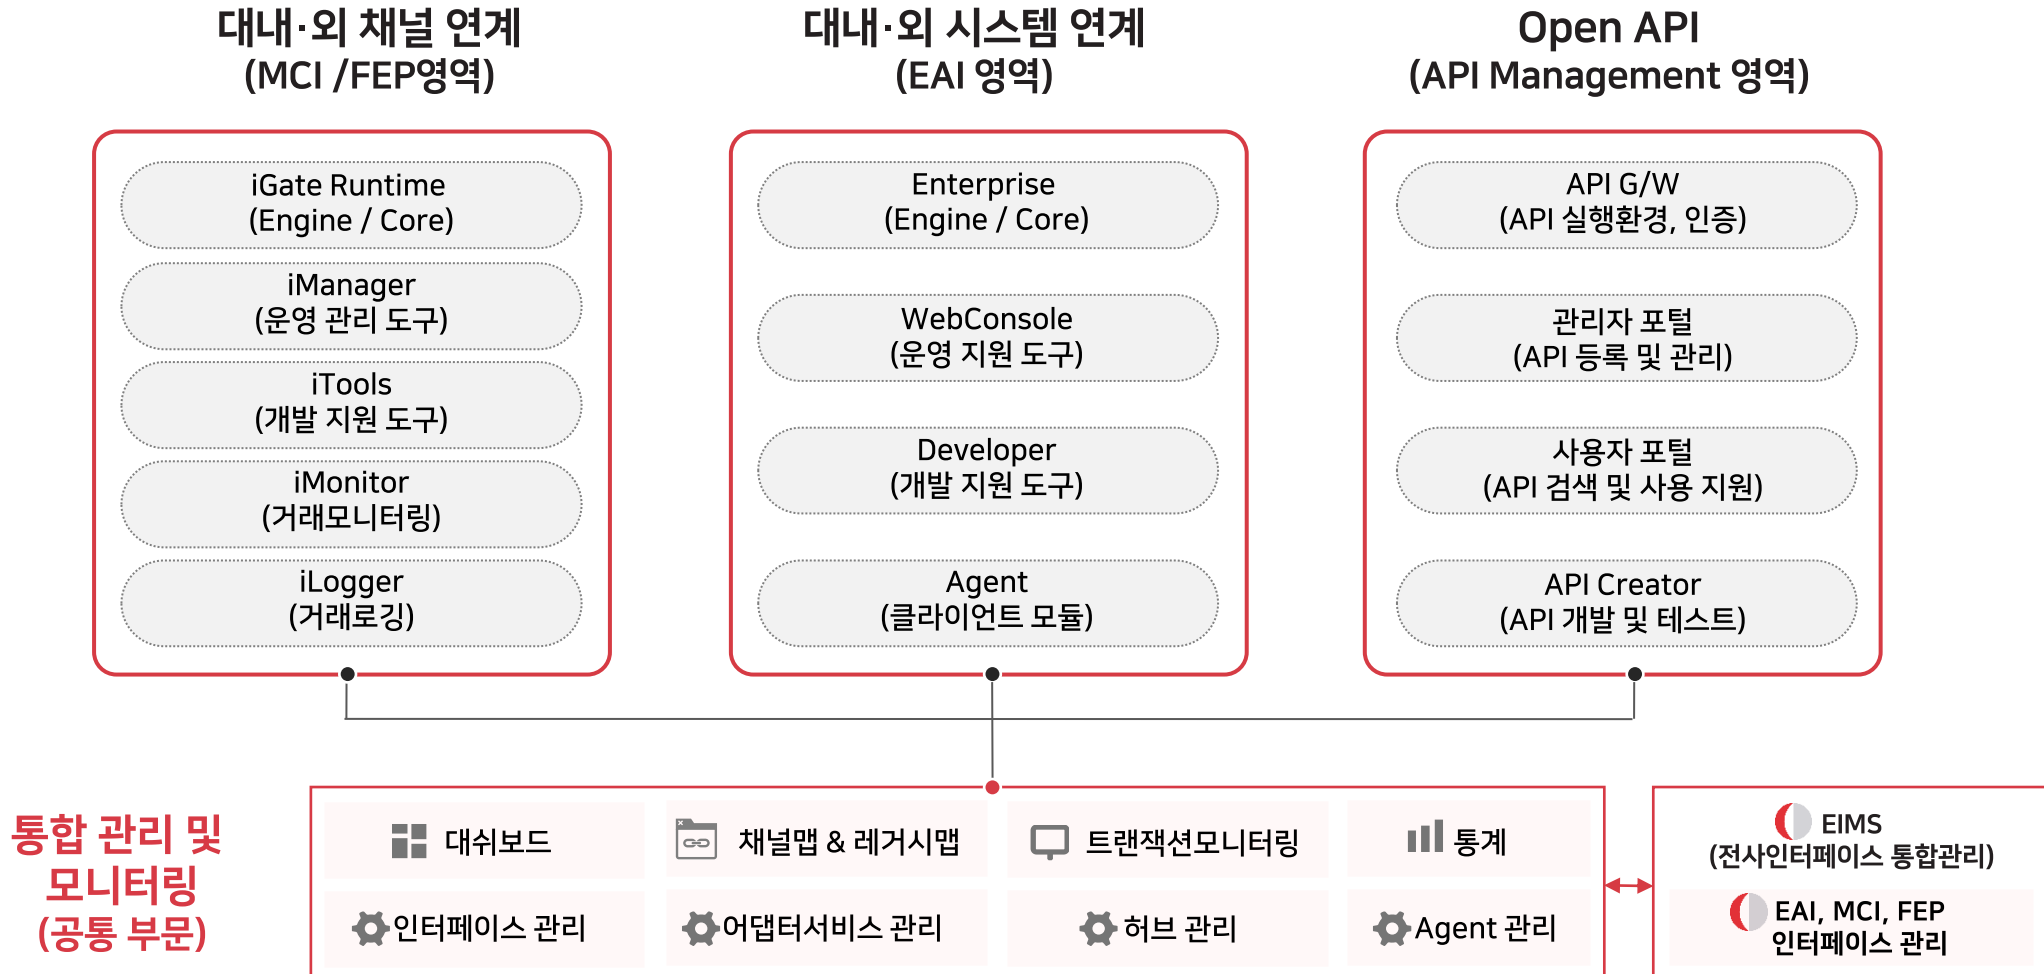 대내·외 채널 연계
(MCI /FEP영역)
iGate Runtime
(Engine / Core)
iManager
(운영 관리 도구)
iTools
(개발 지원 도구)
iMonitor
(거래모니터링)
iLogger
(거래로깅)
대내·외 시스템 연계
(EAI 영역)
Enterprise
(Engine / Core)
WebConsole
(운영 지원 도구)
Developer
(개발 지원 도구)
Agent
(클라이언트 모듈)
Open API
(API Management 영역)
API G/W
(API 실행환경, 인증)
관리자 포털
(API 등록 및 관리)
사용자 포털
(API 검색 및 사용 지원)
API Creator
(API 개발 및 테스트)
통합 관리 및
모니터링
(공통 부문)
대쉬보드
채널맵 & 레거시맵
트랜잭션모니터링
통계
인터페이스 관리
어댑터서비스 관리
허브 관리
Agent 관리
EIMS
(전사인터페이스 통합관리)
EAI, MCI, FEP
인터페이스 관리